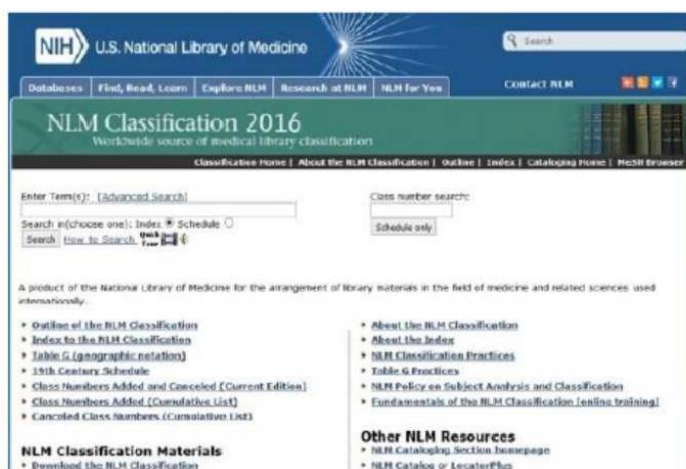 NIH U.S. National Library of Medicine
Search
Databases Find, Read, Learn Explore NLM Research at NLM NLM for You Contact NLM
NLM Classification 2016
Worldwide source of medical library classification
Classification Home | About the NLM Classification | Outline | Index | Cataloging Home | MeSH Browser
Enter Term(s): (Advanced Search)
Class number search:
Search in(choose one): Index Schedule
Schedule only
Search How to Search Quick Tour
A product of the National Library of Medicine for the arrangement of library materials in the field of medicine and related sciences used
internationally.
Outline of the NLM Classification
Index to the NLM Classification
Table G (geographic notation)
19th Century Schedule
Class Numbers Added and Canceled (Current Edition)
Class Numbers Added (Cumulative List)
Canceled Class Numbers (Cumulative List)
About the NLM Classification
About the Index
NLM Classification Practices
Table G Practices
NLM Policy on Subject Analysis and Classification
Fundamentals of the NLM Classification [online training]
NLM Classification Materials
Download the NLM Classification
Other NLM Resources
NLM Cataloging Section homepage
NLM Catalog or LocatorPlus